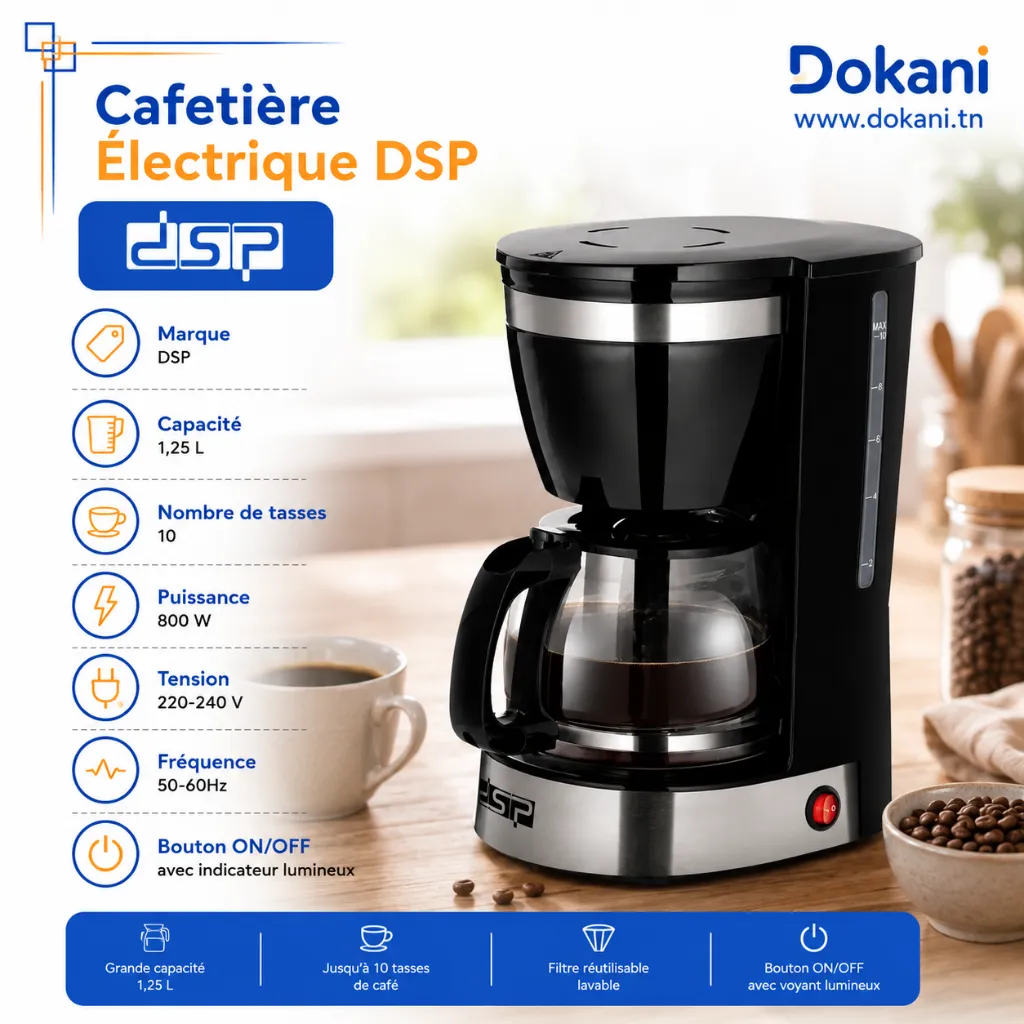 Dokani
www.dokani.tn
Cafetière
Électrique DSP
dsp
Marque
DSP
Capacité
1,25 L
Nombre de tasses
10
Puissance
800 W
Tension
220-240 V
Fréquence
50-60Hz
Bouton ON/OFF
avec indicateur lumineux
MAX
10
8
6
4
2
dsp
Grande capacité
1,25 L
Jusqu'à 10 tasses
de café
Filtre réutilisable
lavable
Bouton ON/OFF
avec voyant lumineux